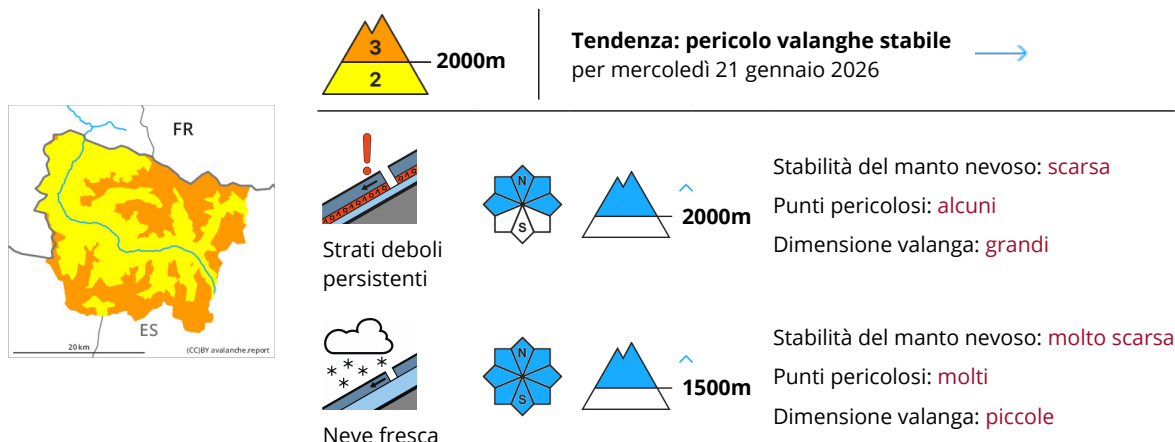 3
2
2000m
Tendenza: pericolo valanghe stabile
per mercoledì 21 gennaio 2026
FR
ES
20 km
(CC)BY avalanche.report
Strati deboli
persistenti
N
S
2000m
Stabilità del manto nevoso: scarsa
Punti pericolosi: alcuni
Dimensione valanga: grandi
Neve fresca
N
S
1500m
Stabilità del manto nevoso: molto scarsa
Punti pericolosi: molti
Dimensione valanga: piccole